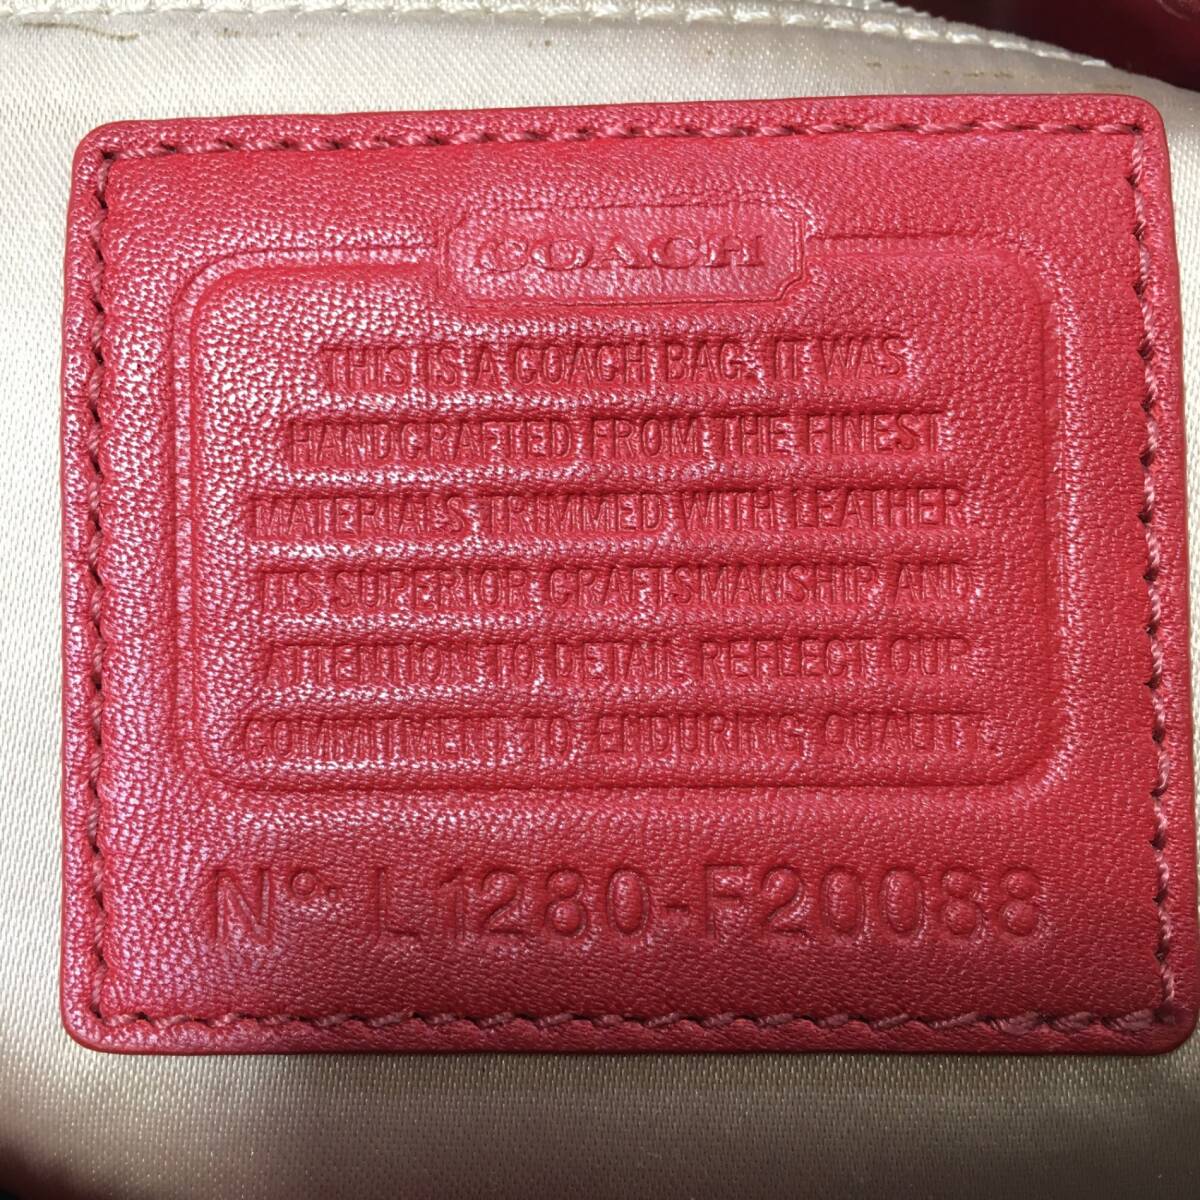 COACH
THIS IS A COACH BAG. IT WAS
HANDCRAFTED FROM THE FINEST
MATERIALS TRIMMED WITH LEATHER.
ITS SUPERIOR CRAFTSMANSHIP AND
ATTENTION TO DETAIL REFLECT OUR
COMMITMENT TO ENDURING QUALITY.
Nº L1280-F20088